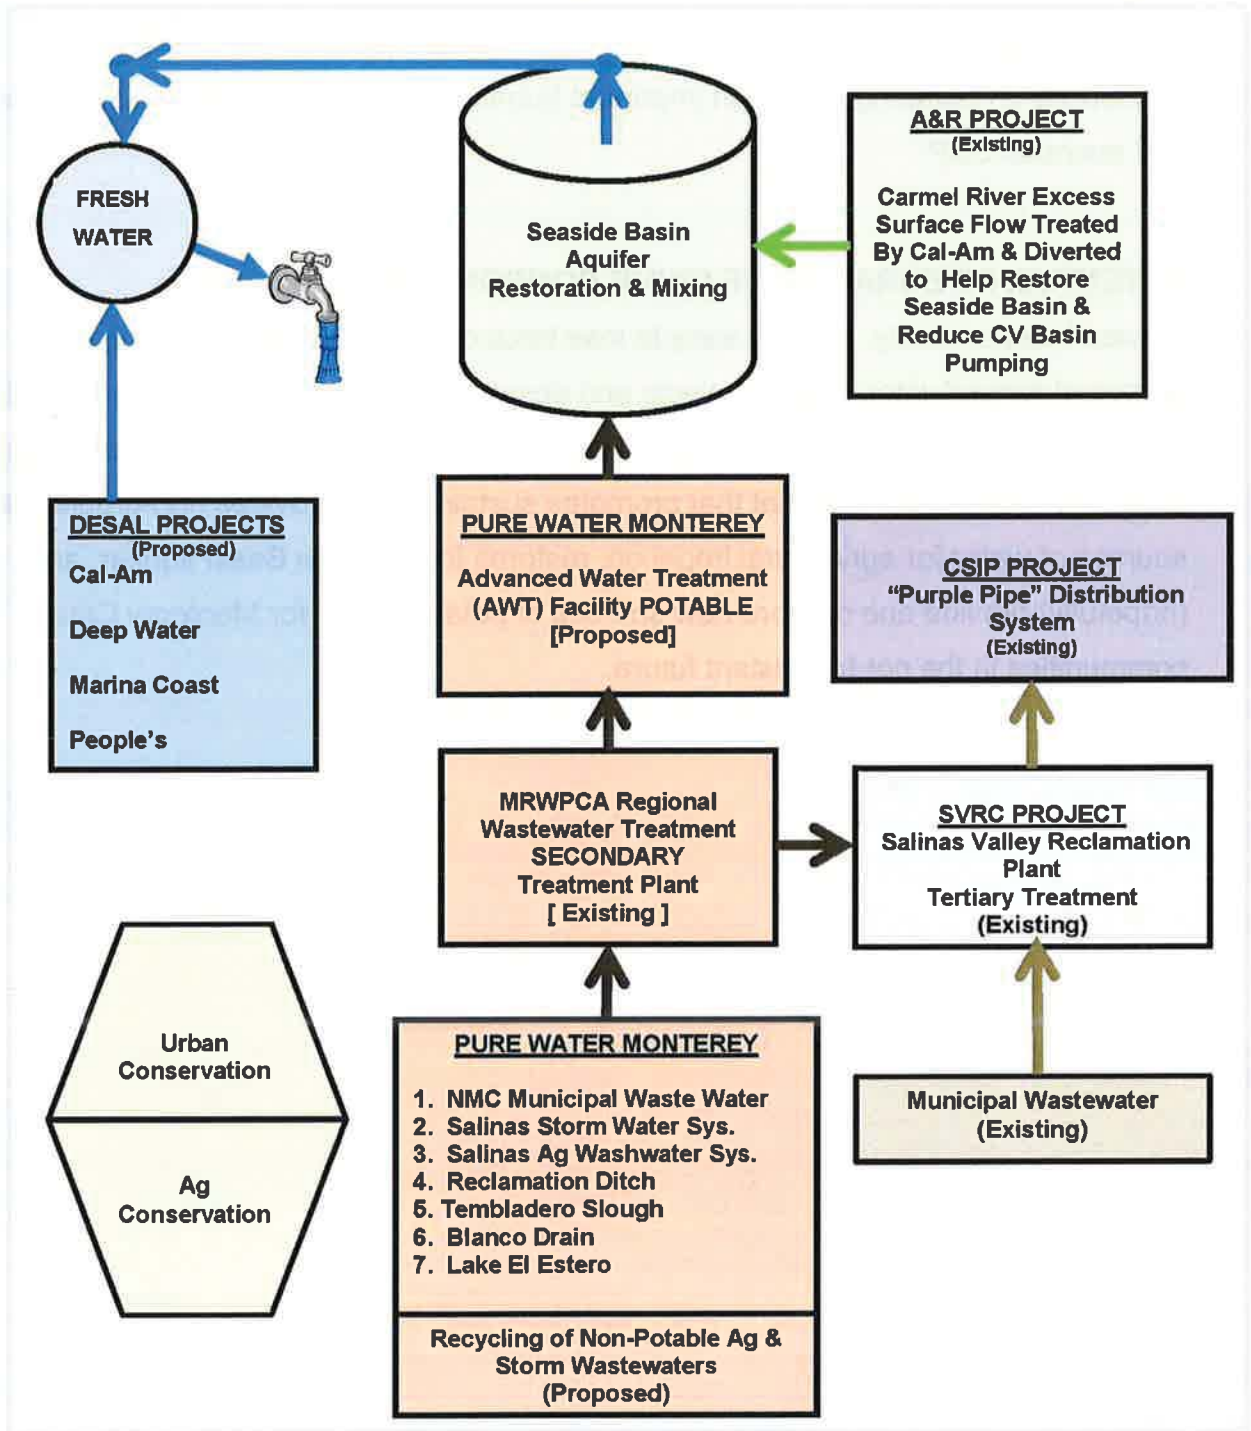 FRESH
WATER
Seaside Basin
Aquifer
Restoration & Mixing
A&R PROJECT
(Existing)
Carmel River Excess
Surface Flow Treated
By Cal-Am & Diverted
to Help Restore
Seaside Basin &
Reduce CV Basin
Pumping
DESAL PROJECTS
(Proposed)
Cal-Am
Deep Water
Marina Coast
People's
PURE WATER MONTEREY
Advanced Water Treatment
(AWT) Facility POTABLE
[Proposed]
CSIP PROJECT
“Purple Pipe” Distribution
System
(Existing)
MRWPCA Regional
Wastewater Treatment
SECONDARY
Treatment Plant
[ Existing ]
SVRC PROJECT
Salinas Valley Reclamation
Plant
Tertiary Treatment
(Existing)
Urban
Conservation
Ag
Conservation
PURE WATER MONTEREY
1. NMC Municipal Waste Water
2. Salinas Storm Water Sys.
3. Salinas Ag Washwater Sys.
4. Reclamation Ditch
5. Tembladero Slough
6. Blanco Drain
7. Lake El Estero
Recycling of Non-Potable Ag &
Storm Wastewaters
(Proposed)
Municipal Wastewater
(Existing)